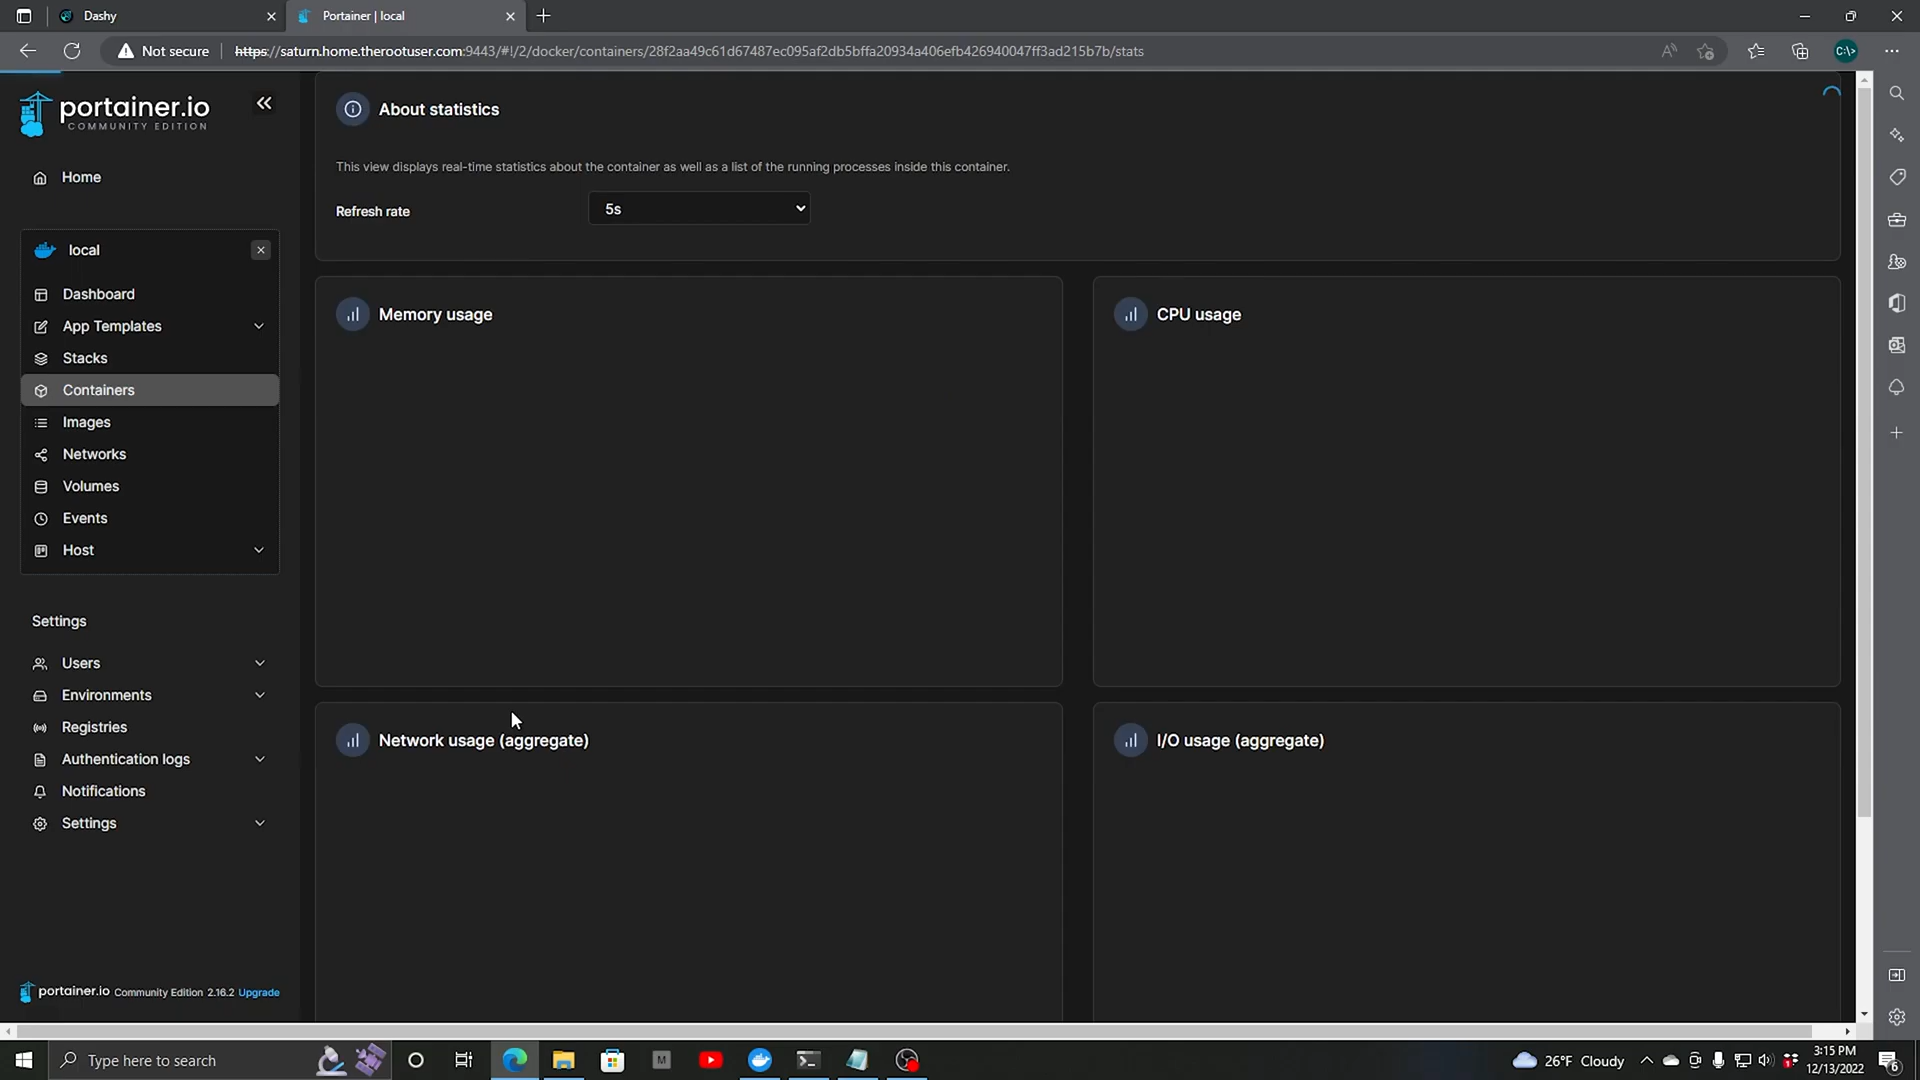 Dashy
Portainer | local
Not secure
https://saturn.home.therootuser.com:9443/#!/2/docker/containers/28f2aa49c61d67487ec095af2db5bffa20934a406efb426940047ff3ad215b7b/stats
C:\>
portainer.io
COMMUNITY EDITION
Home
local
Dashboard
App Templates
Stacks
Containers
Images
Networks
Volumes
Events
Host
Settings
Users
Environments
Registries
Authentication logs
Notifications
Settings
portainer.io Community Edition 2.16.2 Upgrade
About statistics
This view displays real-time statistics about the container as well as a list of the running processes inside this container.
Refresh rate
5s
Memory usage
CPU usage
Network usage (aggregate)
I/O usage (aggregate)
Type here to search
M
26°F Cloudy
3:15 PM
12/13/2022
6